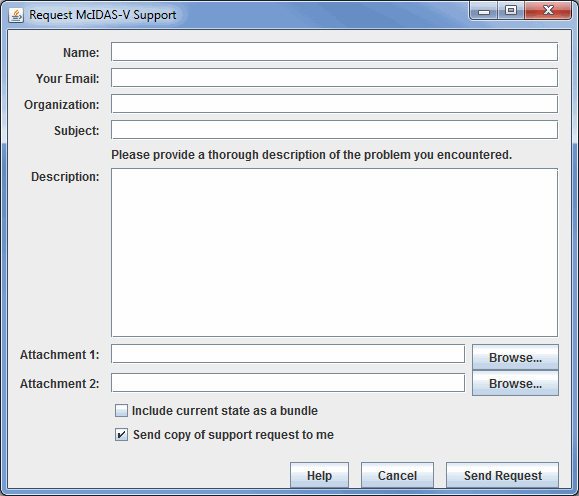 Request McIDAS-V Support
Name:
Your Email:
Organization:
Subject:
Please provide a thorough description of the problem you encountered.
Description:
Attachment 1:
Browse...
Attachment 2:
Browse...
Include current state as a bundle
Send copy of support request to me
Help Cancel Send Request